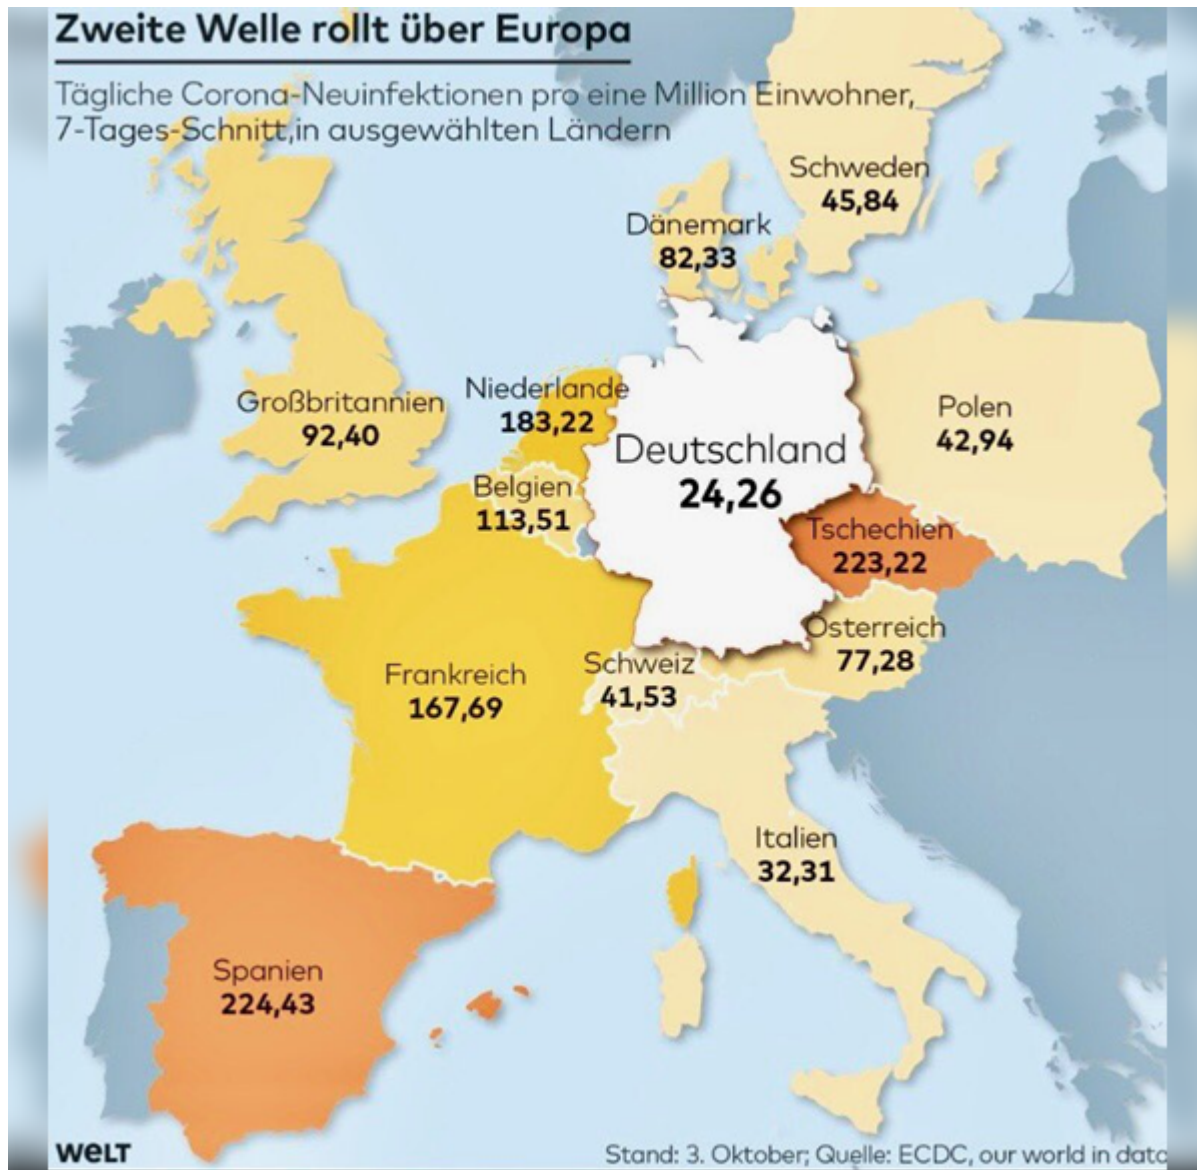 Zweite Welle rollt über Europa
Tägliche Corona-Neuinfektionen pro eine Million Einwohner,
7-Tages-Schnitt,in ausgewählten Ländern
Schweden
45,84
Dänemark
82,33
Niederlande
183,22
Großbritannien
92,40
Polen
42,94
Deutschland
24,26
Belgien
113,51
Tschechien
223,22
Österreich
77,28
Schweiz
41,53
Frankreich
167,69
Italien
32,31
Spanien
224,43
WELT
Stand: 3. Oktober; Quelle: ECDC, our world in data